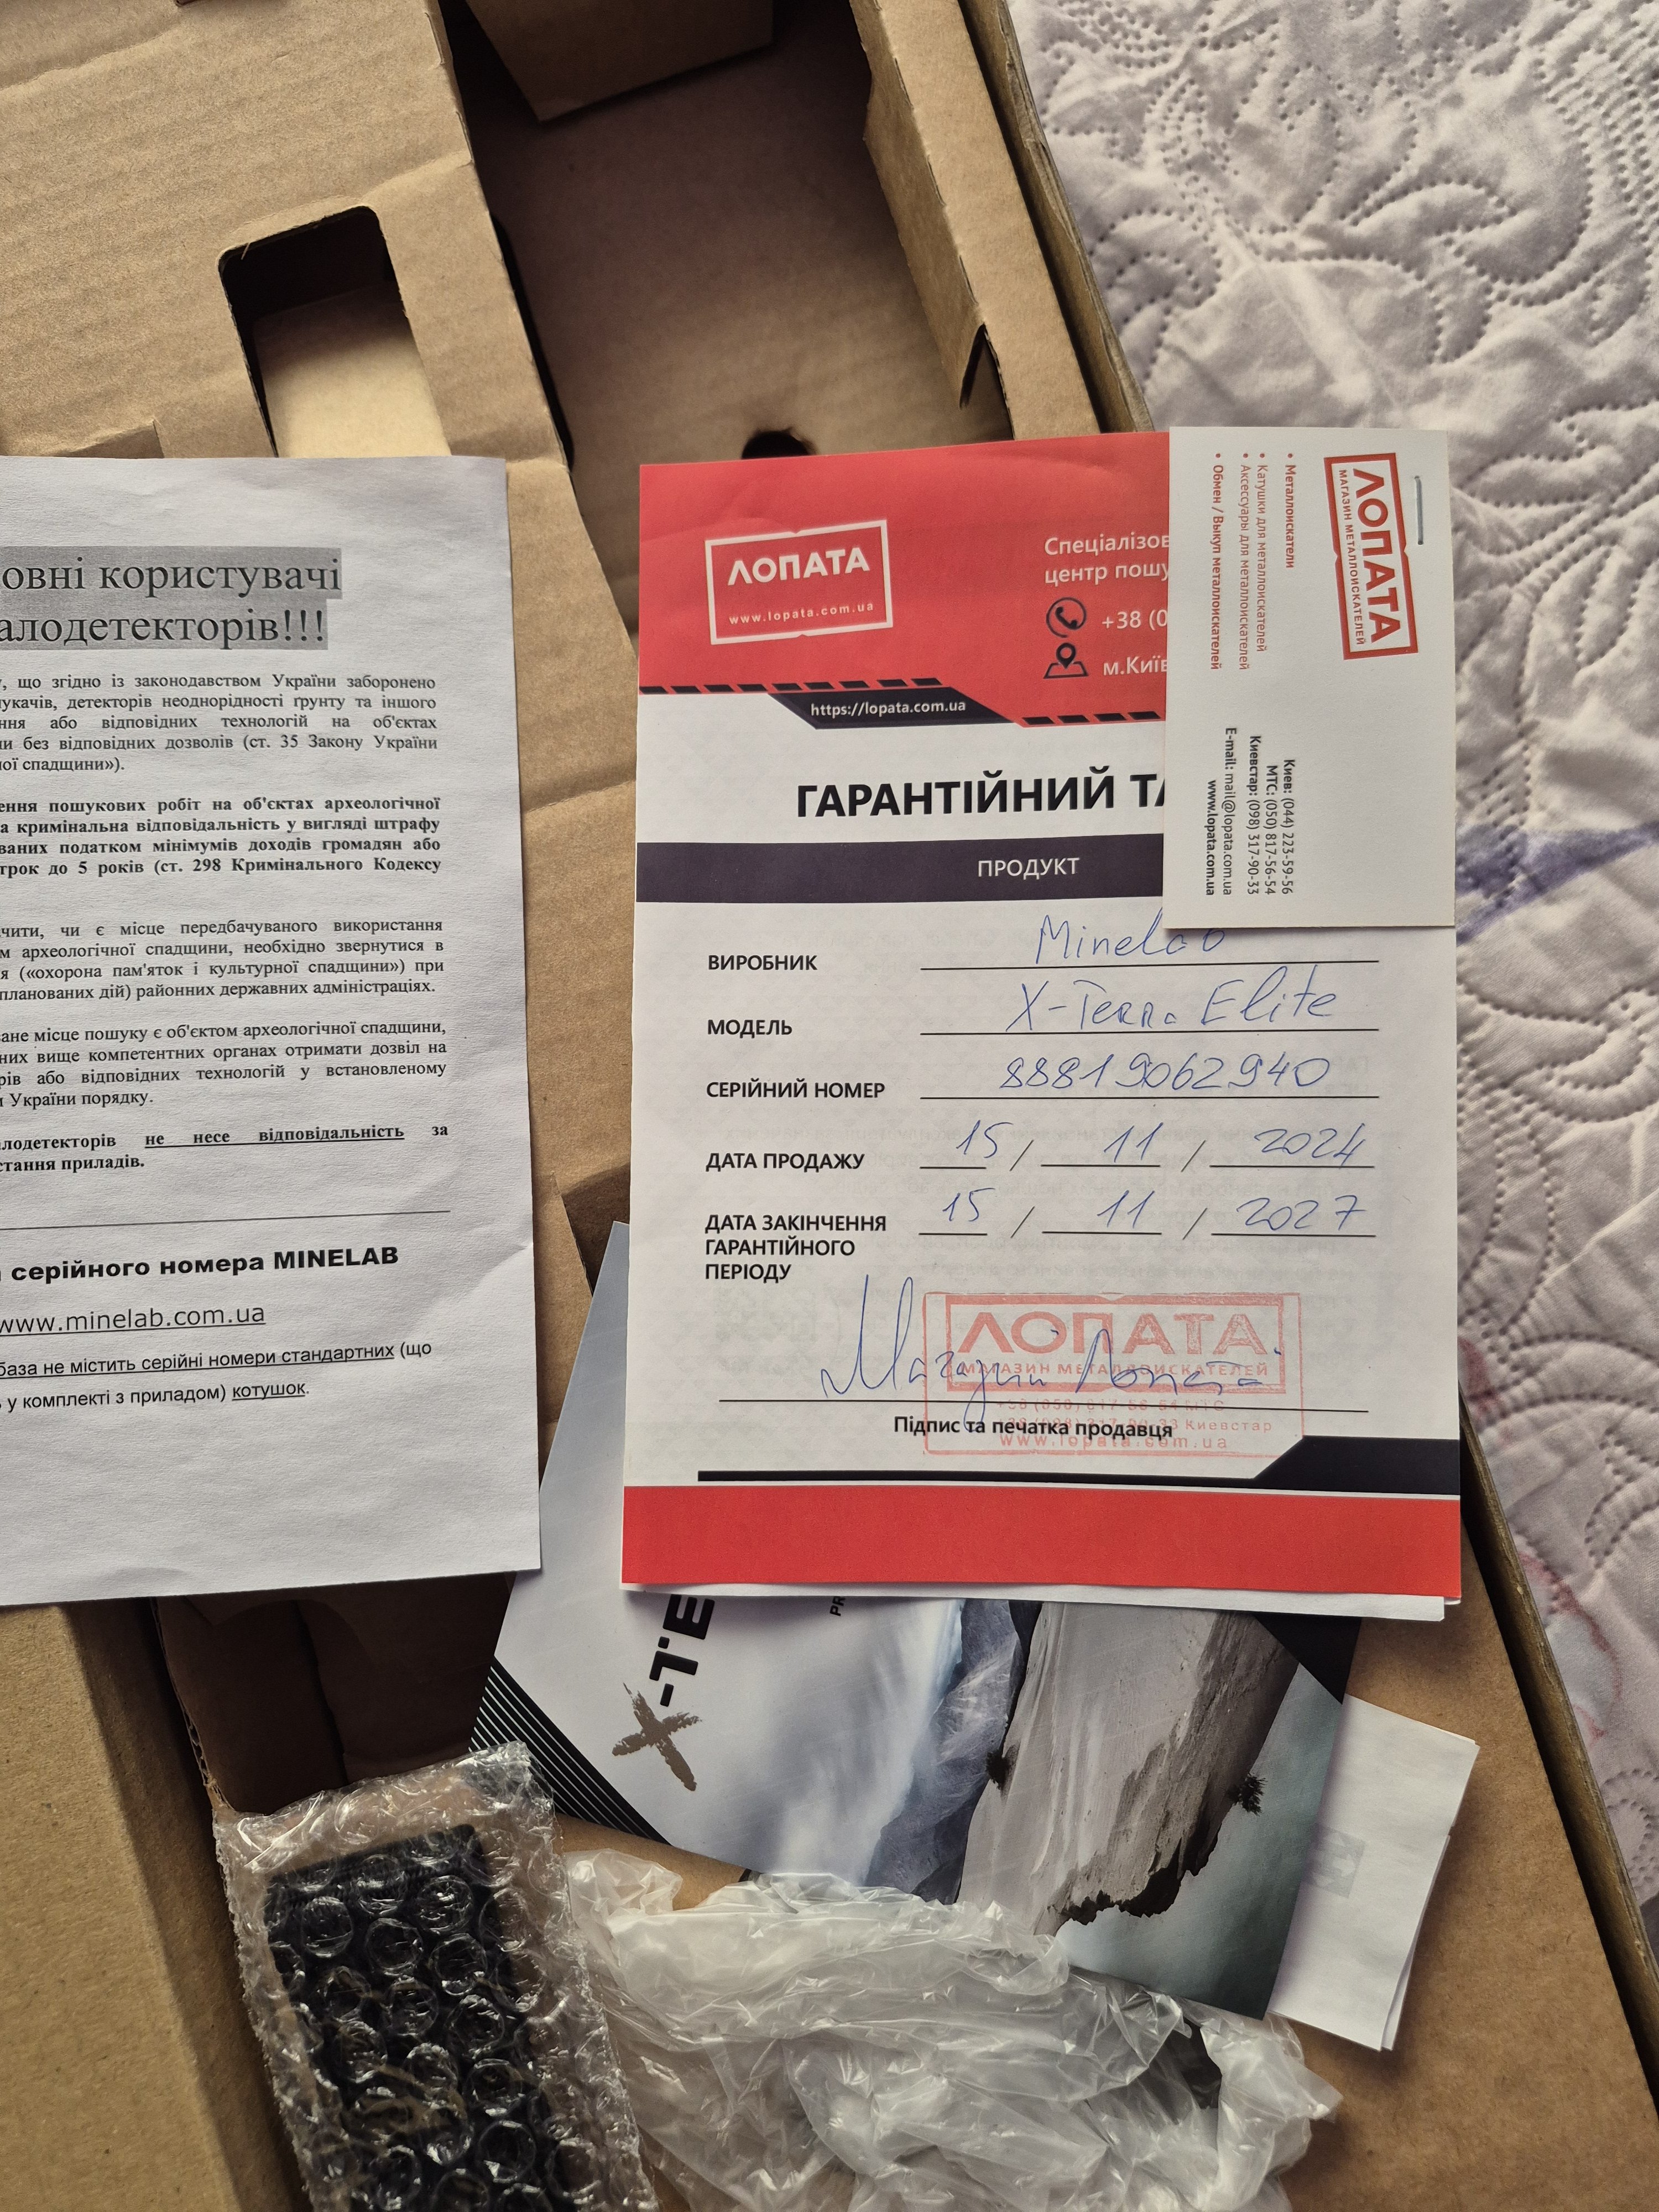 овні користувачі
алодетекторів!!!
, що згідно із законодавством України заборонено
укачів, детекторів неоднорідності ґрунту та іншого
ння або відповідних технологій на об'єктах
и без відповідних дозволів (ст. 35 Закону України
ої спадщини»).
ення пошукових робіт на об'єктах археологічної
а кримінальна відповідальність у вигляді штрафу
ваних податком мінімумів доходів громадян або
трок до 5 років (ст. 298 Кримінального Кодексу
чити, чи є місце передбачуваного використання
м археологічної спадщини, необхідно звернутися в
я («охорона пам'яток і культурної спадщини») при
планованих дій) районних державних адміністраціях.
ване місце пошуку є об'єктом археологічної спадщини,
них вище компетентних органах отримати дозвіл на
рів або відповідних технологій у встановленому
и України порядку.
лодетекторів не несе відповідальність за
стання приладів.
серійного номера MINELAB
www.minelab.com.ua
база не містить серійні номери стандартних (що
у комплекті з приладом) котушок.
ЛОПАТА
www.lopata.com.ua
Спеціалізов
центр пошу
+38 (0
м.Київ
https://lopata.com.ua
ГАРАНТІЙНИЙ ТА
ПРОДУКТ
ВИРОБНИК Minelab
МОДЕЛЬ X-Terra Elite
СЕРІЙНИЙ НОМЕР 88819062940
ДАТА ПРОДАЖУ 15 / 11 / 2024
ДАТА ЗАКІНЧЕННЯ 15 / 11 / 2027
ГАРАНТІЙНОГО
ПЕРІОДУ
Магазин Лопата
ЛОПАТА
МАГАЗИН МЕТАЛЛОИСКАТЕЛЕЙ
Киевстар
www.lopata.com.ua
Підпис та печатка продавця
ЛОПАТА
МАГАЗИН МЕТАЛЛОИСКАТЕЛЕЙ
• Металлоискатели
• Катушки для металлоискателей
• Аксессуары для металлоискателей
• Обмен / Выкуп металлоискателей
Киев: (044) 223-59-56
МТС: (050) 817-56-54
Киевстар: (098) 317-90-33
E-mail: mail@lopata.com.ua
www.lopata.com.ua
X-TE
PR